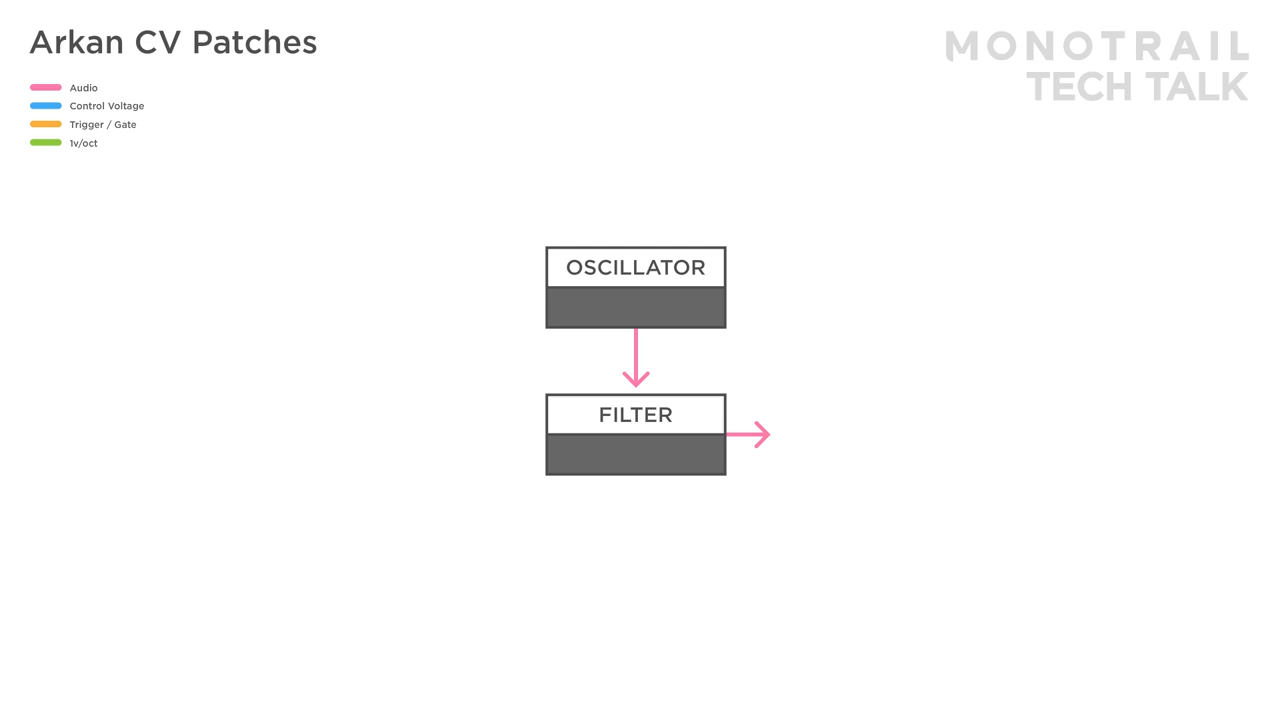 Arkan CV Patches
MONOTRAIL
TECH TALK
Audio
Control Voltage
Trigger / Gate
1v/oct
OSCILLATOR
FILTER